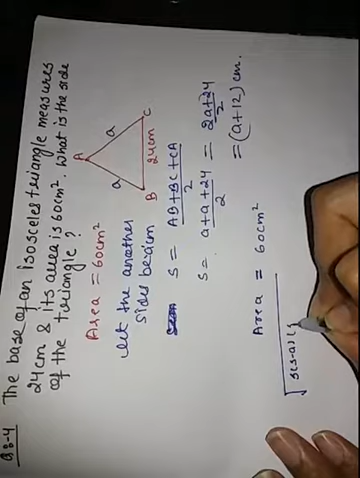 Q:-4 The base of an isosceles triangle measures
24cm & its area is 60cm². What is the side
of the triangle?
Area = 60cm²
A
a
a
B
24cm
C
let the another
sides be a cm
S = AB+BC+CA / 2
S = a+a+24 / 2 = 2a+24 / 2
= (a+12) cm.
Area = 60cm²
√s(s-a)(s